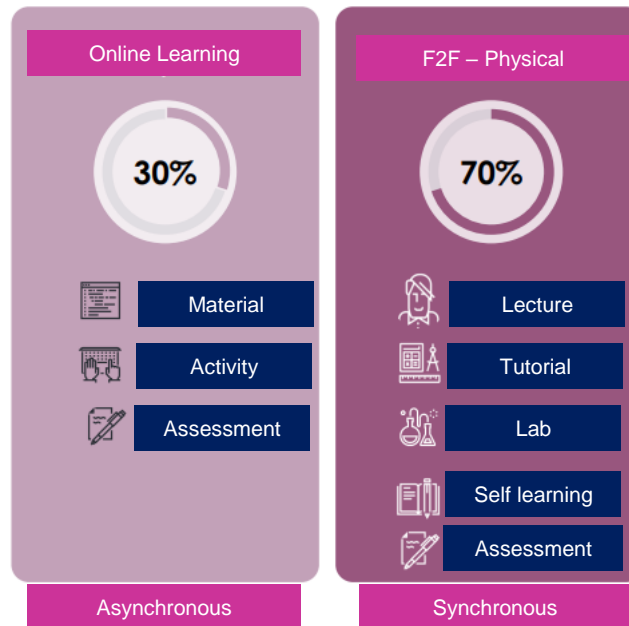 Online Learning
30%
Material
Activity
Assessment
Asynchronous
F2F – Physical
70%
Lecture
Tutorial
Lab
Self learning
Assessment
Synchronous